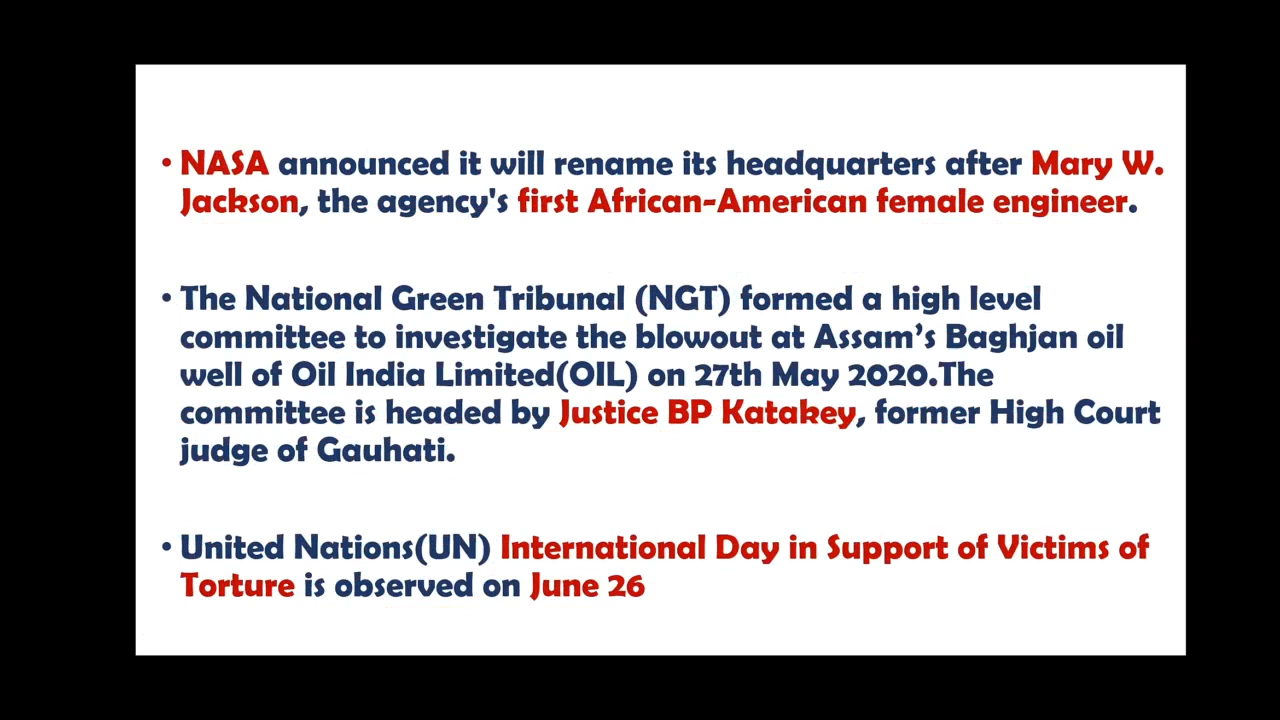 • NASA announced it will rename its headquarters after Mary W.
Jackson, the agency's first African-American female engineer.
• The National Green Tribunal (NGT) formed a high level
committee to investigate the blowout at Assam’s Baghjan oil
well of Oil India Limited(OIL) on 27th May 2020.The
committee is headed by Justice BP Katakey, former High Court
judge of Gauhati.
• United Nations(UN) International Day in Support of Victims of
Torture is observed on June 26